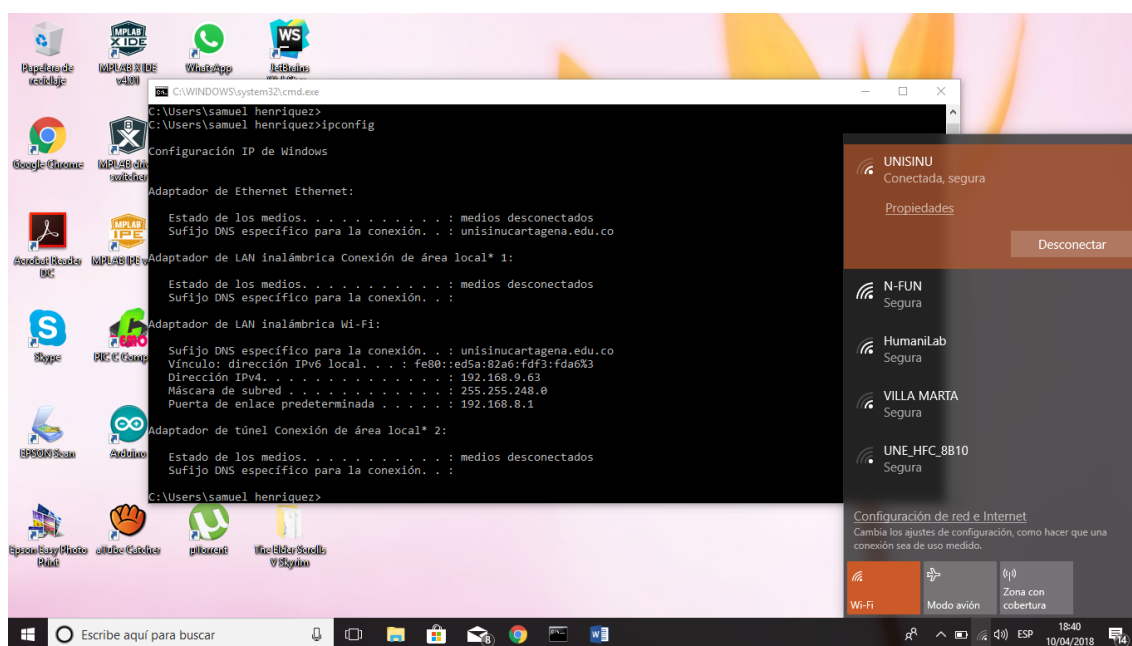 Papelera de
reciclaje
MPLAB X IDE
v4.01
WhatsApp
JetBrains
Google Chrome
Acrobat Reader
DC
Skype
EPSON Scan
Arduino
Epson Easy Photo
Print
aTube Catcher
µTorrent
The Elder Scrolls
V Skyrim
C:\WINDOWS\system32\cmd.exe
C:\Users\samuel henriquez>
C:\Users\samuel henriquez>ipconfig
Configuración IP de Windows
Adaptador de Ethernet Ethernet:
Estado de los medios. . . . . . . . . . . : medios desconectados
Sufijo DNS específico para la conexión. . : unisinucartagena.edu.co
Adaptador de LAN inalámbrica Conexión de área local* 1:
Estado de los medios. . . . . . . . . . . : medios desconectados
Sufijo DNS específico para la conexión. . :
Adaptador de LAN inalámbrica Wi-Fi:
Sufijo DNS específico para la conexión. . : unisinucartagena.edu.co
Vínculo: dirección IPv6 local. . . : fe80::ed5a:82a6:fdf3:fda6%3
Dirección IPv4. . . . . . . . . . . . . . : 192.168.9.63
Máscara de subred . . . . . . . . . . . . : 255.255.248.0
Puerta de enlace predeterminada . . . . . : 192.168.8.1
Adaptador de túnel Conexión de área local* 2:
Estado de los medios. . . . . . . . . . . : medios desconectados
Sufijo DNS específico para la conexión. . :
C:\Users\samuel henriquez>
UNISINU
Conectada, segura
Propiedades
Desconectar
N-FUN
Segura
HumaniLab
Segura
VILLA MARTA
Segura
UNE_HFC_8B10
Segura
Configuración de red e Internet
Cambia los ajustes de configuración, como hacer que una
conexión sea de uso medido.
Wi-Fi
Modo avión
Zona con
cobertura
Escribe aquí para buscar
ESP
18:40
10/04/2018